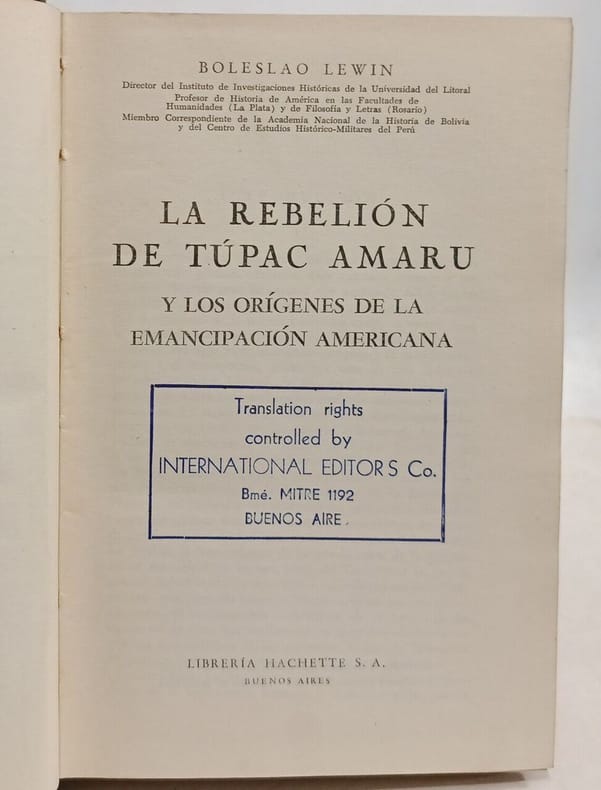 BOLESLAO LEWIN
Director del Instituto de Investigaciones Históricas de la Universidad del Litoral
Profesor de Historia de América en las Facultades de
Humanidades (La Plata) y de Filosofía y Letras (Rosario)
Miembro Correspondiente de la Academia Nacional de la Historia de Bolivia
y del Centro de Estudios Histórico-Militares del Perú
LA REBELIÓN
DE TÚPAC AMARU
Y LOS ORÍGENES DE LA
EMANCIPACIÓN AMERICANA
Translation rights
controlled by
INTERNATIONAL EDITORS Co.
Bmé. MITRE 1192
BUENOS AIRE.
LIBRERÍA HACHETTE S. A.
BUENOS AIRES